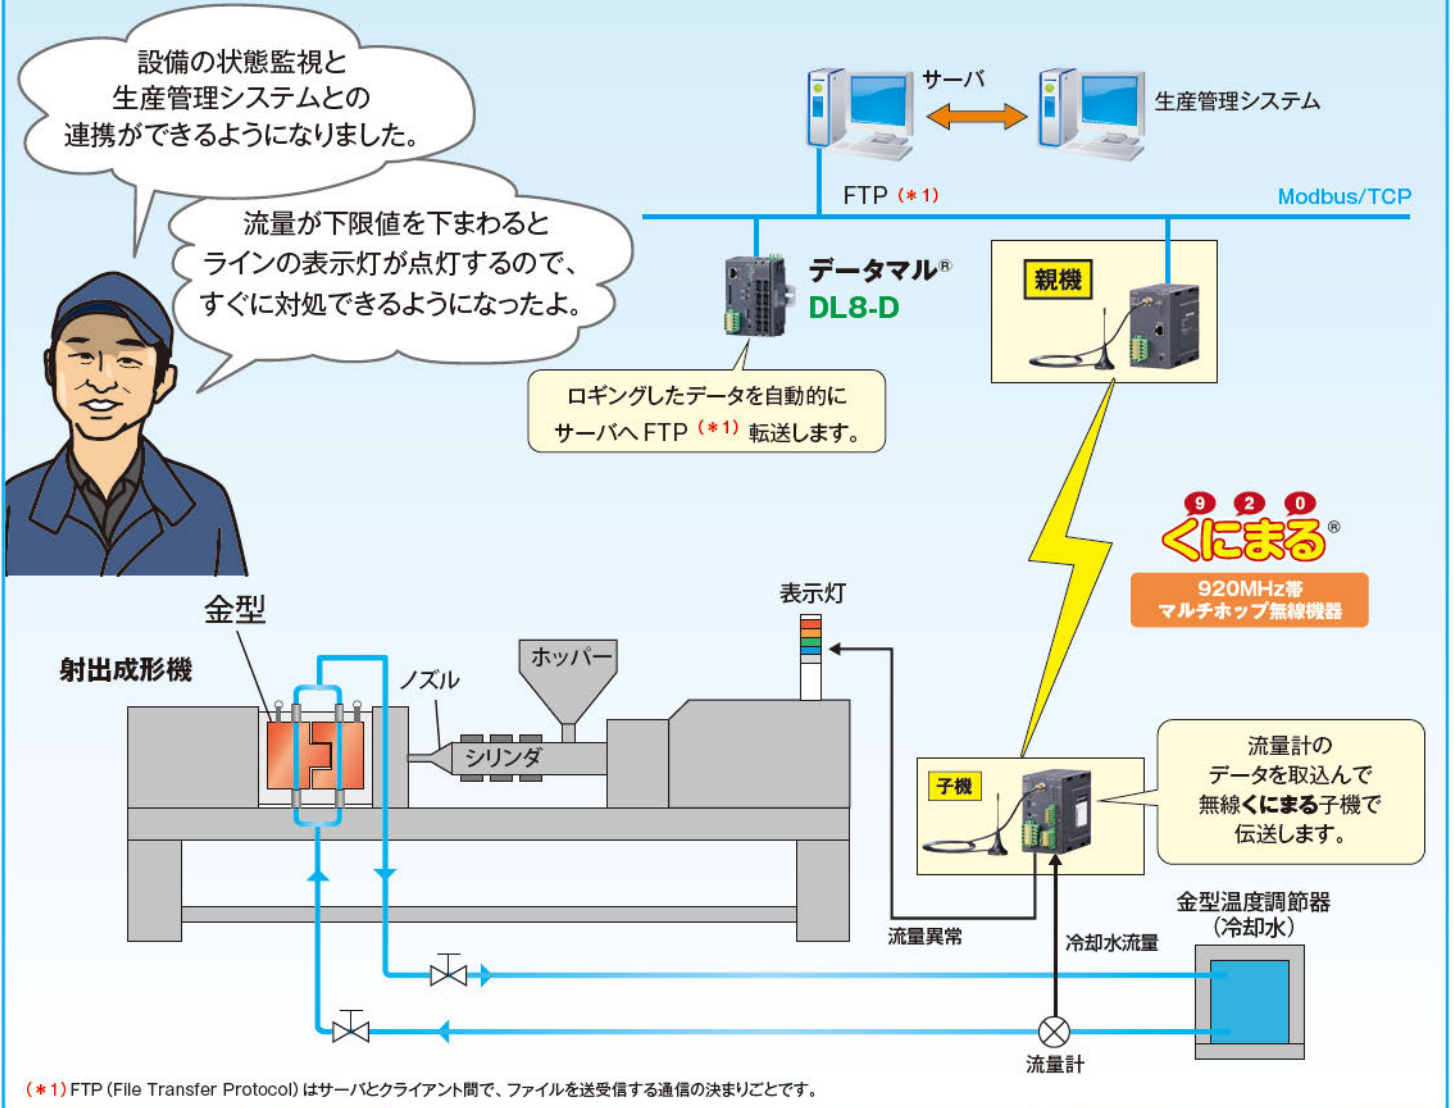 設備の状態監視と
生産管理システムとの
連携ができるようになりました。
流量が下限値を下まわると
ラインの表示灯が点灯するので、
すぐに対処できるようになったよ。
サーバ
生産管理システム
FTP（＊1）
Modbus/TCP
データマル®
DL8-D
親機
ロギングしたデータを自動的に
サーバへFTP（＊1）転送します。
9 2 0
くにまる®
920MHz帯
マルチホップ無線機器
表示灯
金型
射出成形機
ノズル
ホッパー
シリンダ
子機
流量計の
データを取込んで
無線くにまる子機で
伝送します。
流量異常
冷却水流量
金型温度調節器
（冷却水）
流量計
（＊1）FTP（File Transfer Protocol）はサーバとクライアント間で、ファイルを送受信する通信の決まりごとです。